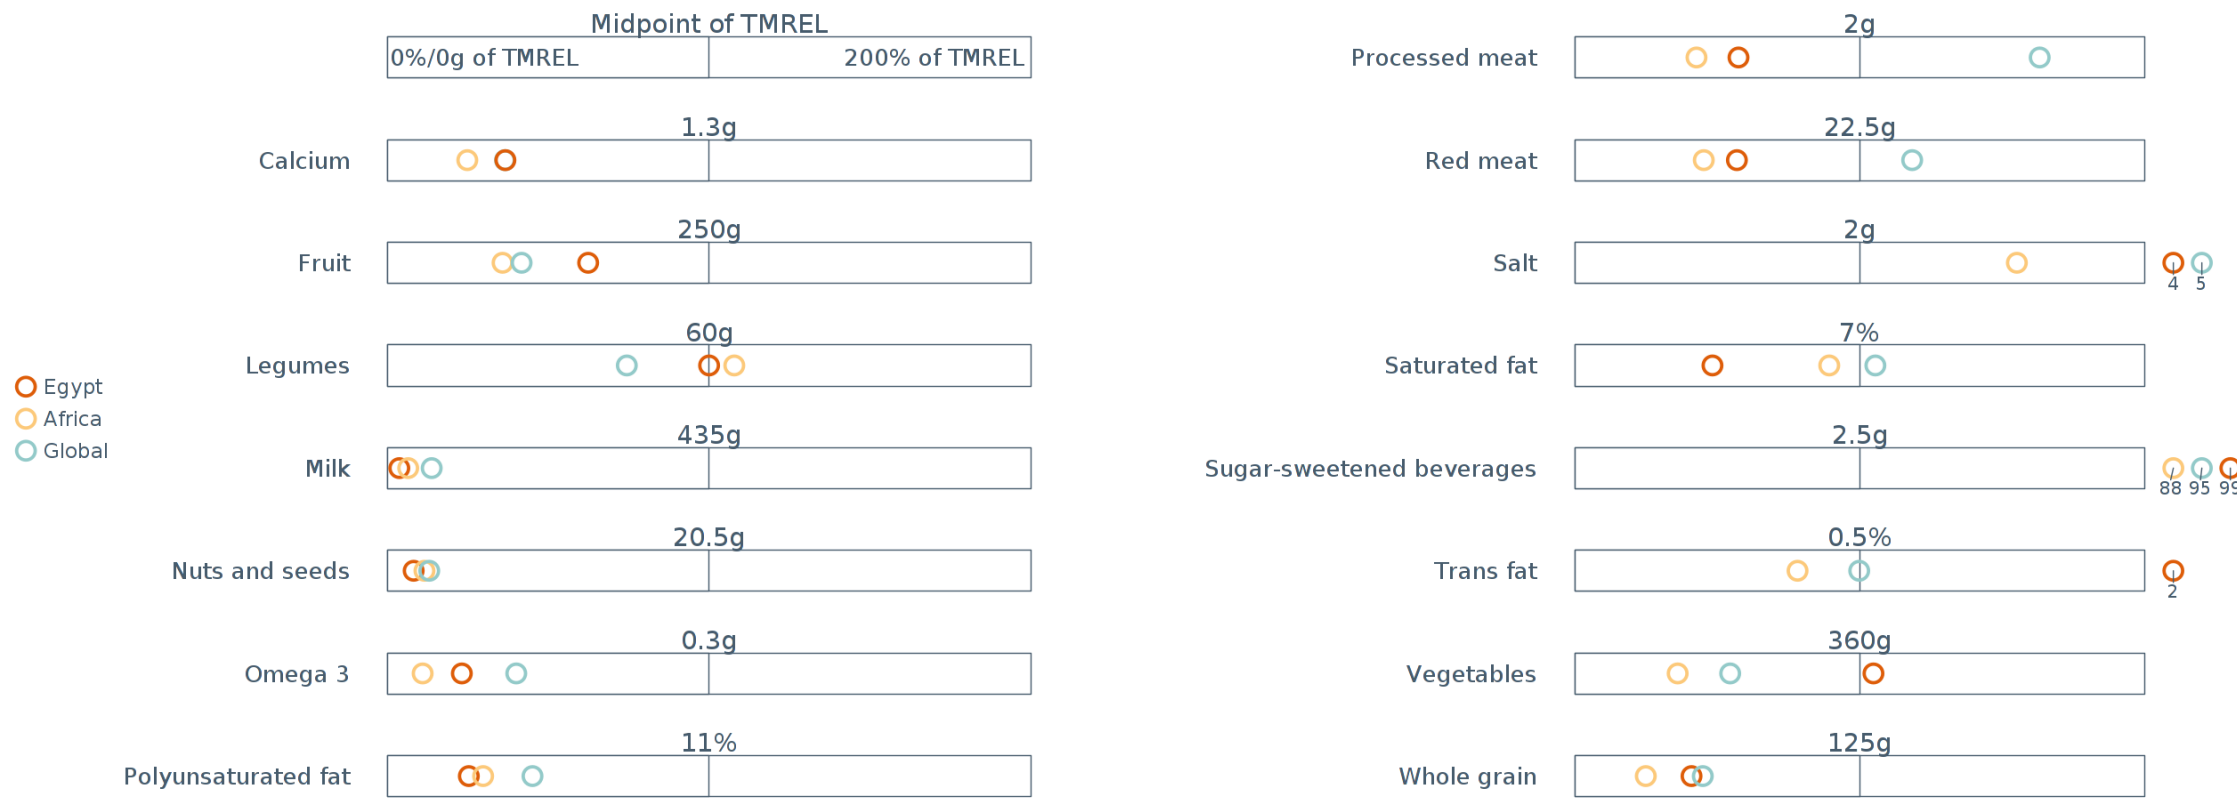 Midpoint of TMREL
0%/0g of TMREL 200% of TMREL
1.3g
Calcium
250g
Fruit
60g
Legumes
Egypt
Africa
Global
435g
Milk
20.5g
Nuts and seeds
0.3g
Omega 3
11%
Polyunsaturated fat
2g
Processed meat
22.5g
Red meat
2g
Salt
4 5
7%
Saturated fat
2.5g
Sugar-sweetened beverages
88 95 99
0.5%
Trans fat
2
360g
Vegetables
125g
Whole grain